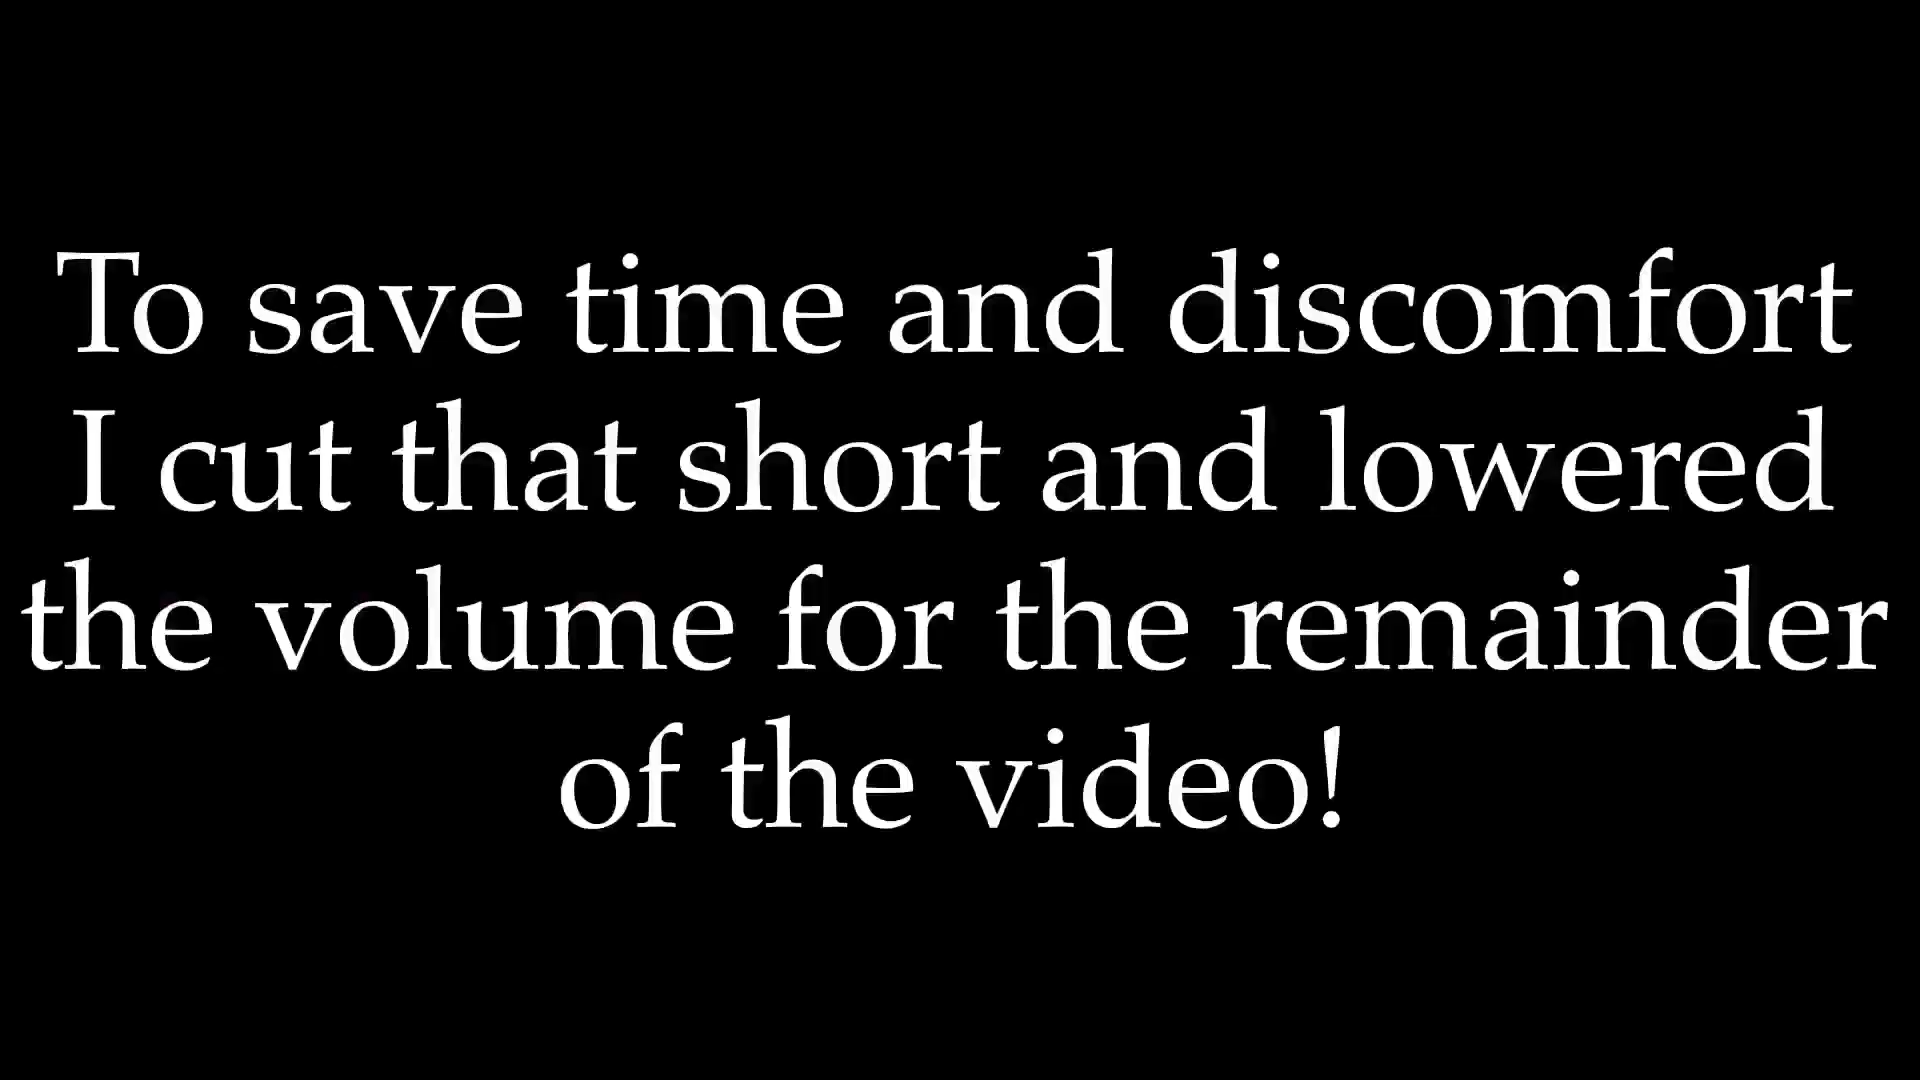 To save time and discomfort
I cut that short and lowered
the volume for the remainder
of the video!